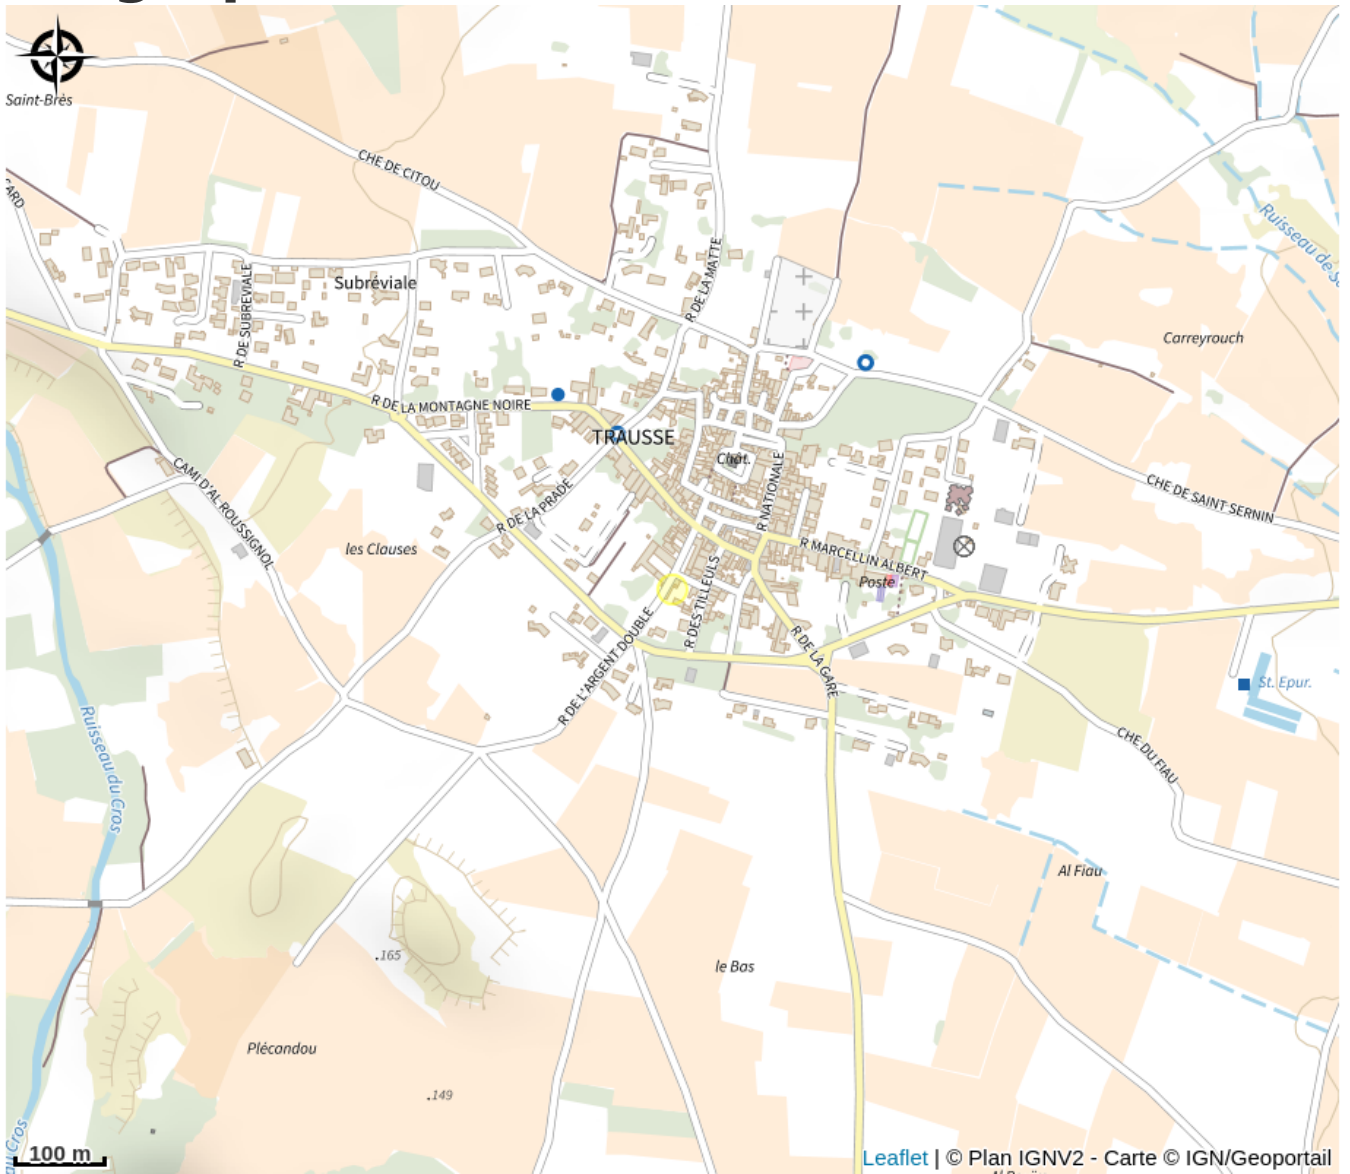 Saint-Brès
CHE DE CITOU
R DE LA MATTE
Subréviale
R DE SUBREVIALE
Carreyrouch
R DE LA MONTAGNE NOIRE
TRAUSSE
Chât.
R NATIONALE
CAMI D'AL ROUSSIGNOL
CHE DE SAINT SERNIN
R DE LA PRADE
les Clauses
R MARCELLIN ALBERT
Poste
R DES TILLEULS
R DE L'ARGENT DOUBLE
R DE LA GARE
St. Epur.
Ruisseau du Cros
CHE DU FIAU
Al Fiau
165
le Bas
Plécandou
149
100 m
Leaflet | © Plan IGNV2 - Carte © IGN/Geoportail